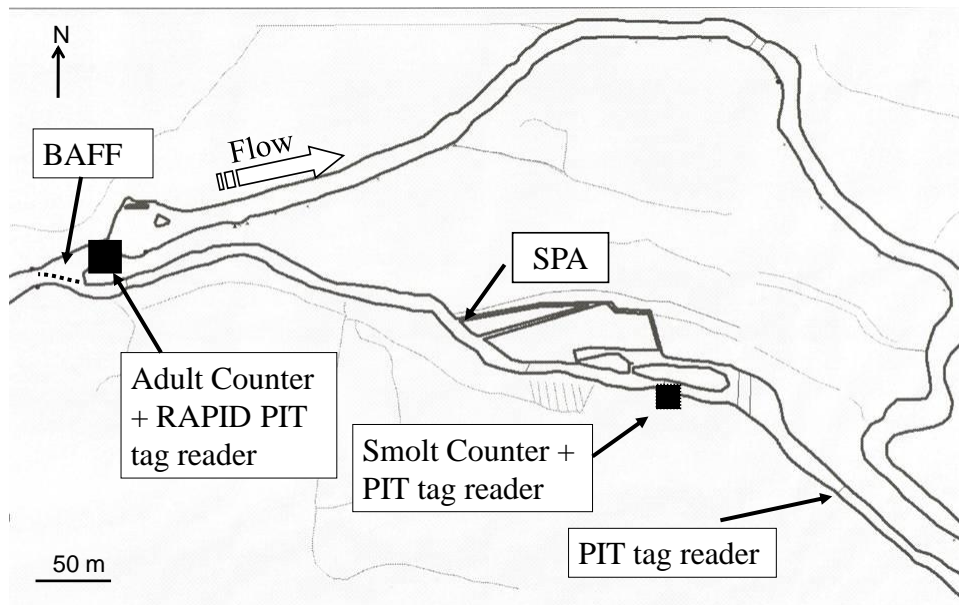 N
BAFF
Flow
SPA
Adult Counter
+ RAPID PIT
tag reader
Smolt Counter +
PIT tag reader
PIT tag reader
50 m